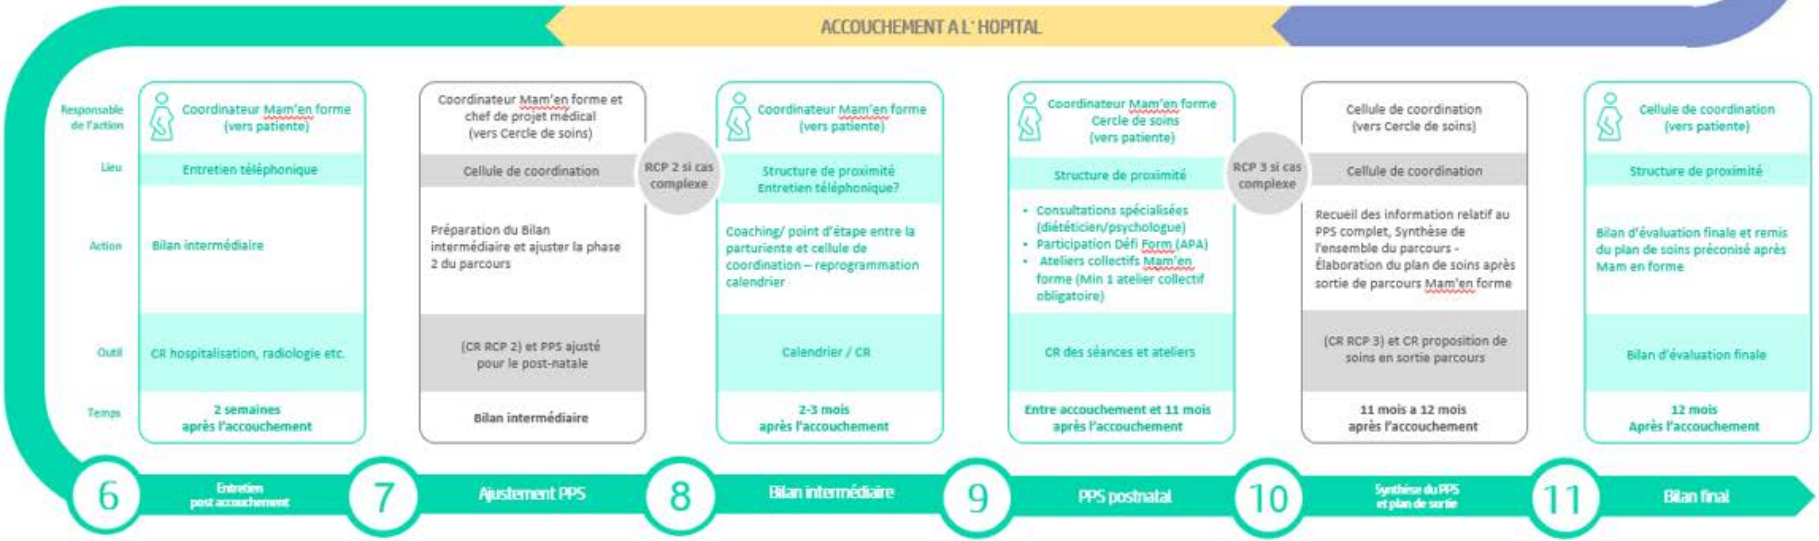 ACCOUCHEMENT A L' HOPITAL
Responsable
de l'action
Lieu
Action
Outil
Temps
Coordinateur Mam'en forme
(vers patiente)
Entretien téléphonique
Bilan intermédiaire
CR hospitalisation, radiologie etc.
2 semaines
après l'accouchement
Coordinateur Mam'en forme et
chef de projet médical
(vers Cercle de soins)
Cellule de coordination
Préparation du Bilan
intermédiaire et ajuster la phase
2 du parcours
(CR RCP 2) et PPS ajusté
pour le post-natale
Bilan intermédiaire
RCP 2 si cas
complexe
Coordinateur Mam'en forme
(vers patiente)
Structure de proximité
Entretien téléphonique?
Coaching/ point d'étape entre la
parturiente et cellule de
coordination – reprogrammation
calendrier
Calendrier / CR
2-3 mois
après l'accouchement
Coordinateur Mam'en forme
Cercle de soins
(vers patiente)
Structure de proximité
• Consultations spécialisées
(diététicien/psychologue)
• Participation Défi Form (APA)
• Ateliers collectifs Mam'en
forme (Min 1 atelier collectif
obligatoire)
CR des séances et ateliers
Entre accouchement et 11 mois
après l'accouchement
RCP 3 si cas
complexe
Cellule de coordination
(vers Cercle de soins)
Cellule de coordination
Recueil des information relatif au
PPS complet, Synthèse de
l'ensemble du parcours -
Élaboration du plan de soins après
sortie de parcours Mam'en forme
(CR RCP 3) et CR proposition de
soins en sortie parcours
11 mois a 12 mois
après l'accouchement
Cellule de coordination
(vers patiente)
Structure de proximité
Bilan d'évaluation finale et remis
du plan de soins préconisé après
Mam en forme
Bilan d'évaluation finale
12 mois
Après l'accouchement
6
Entretien
post accouchement
7
Ajustement PPS
8
Bilan intermédiaire
9
PPS postnatal
10
Synthèse du PPS
et plan de sortie
11
Bilan final